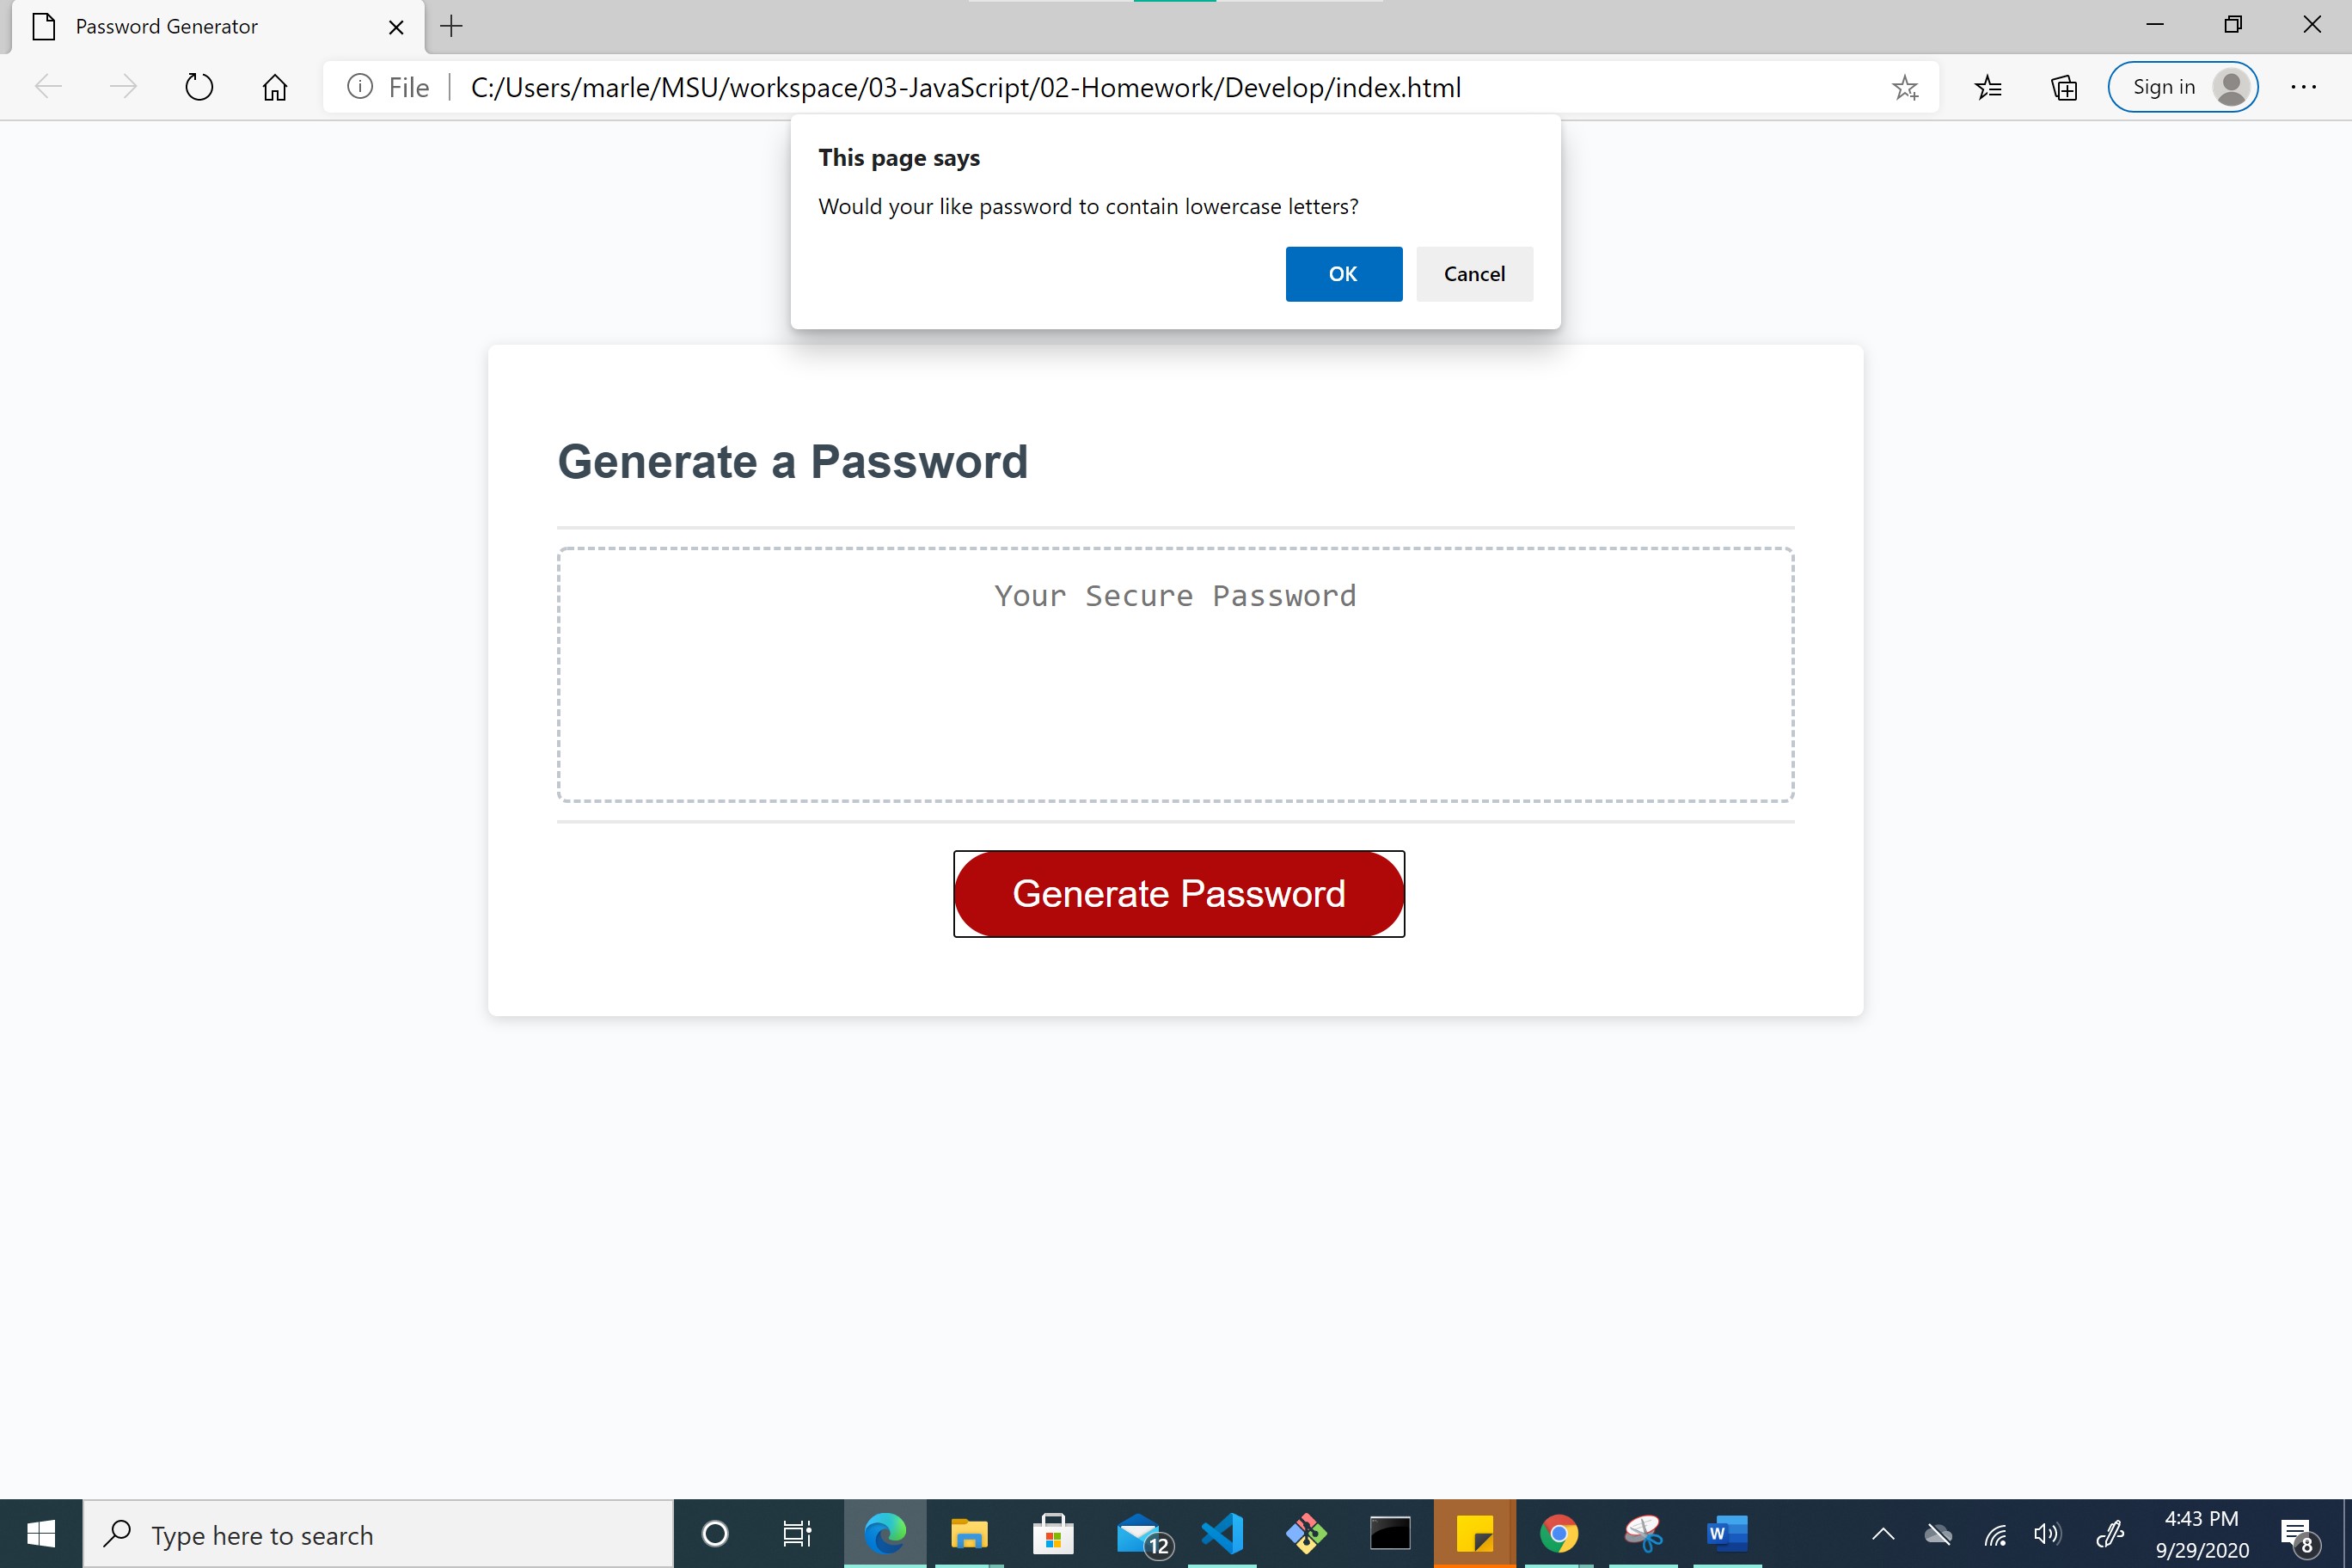 Password Generator
File | C:/Users/marle/MSU/workspace/03-JavaScript/02-Homework/Develop/index.html
Sign in
This page says
Would your like password to contain lowercase letters?
OK Cancel
Generate a Password
Your Secure Password
Generate Password
Type here to search
12
W
4:43 PM
9/29/2020
8